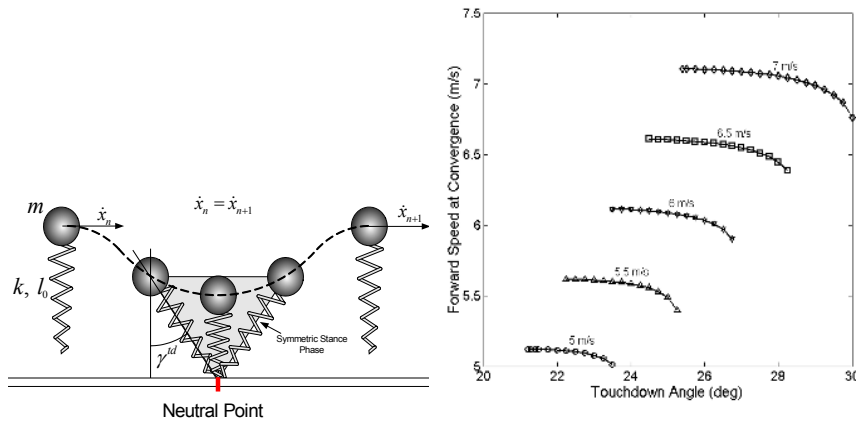 m
ẋₙ
ẋₙ = ẋₙ₊₁
ẋₙ₊₁
k, l₀
γᵗᵈ
Symmetric Stance
Phase
Neutral Point
Forward Speed at Convergence (m/s)
7.5
7
6.5
6
5.5
5
7 m/s
6.5 m/s
6 m/s
5.5 m/s
5 m/s
20 22 24 26 28 30
Touchdown Angle (deg)